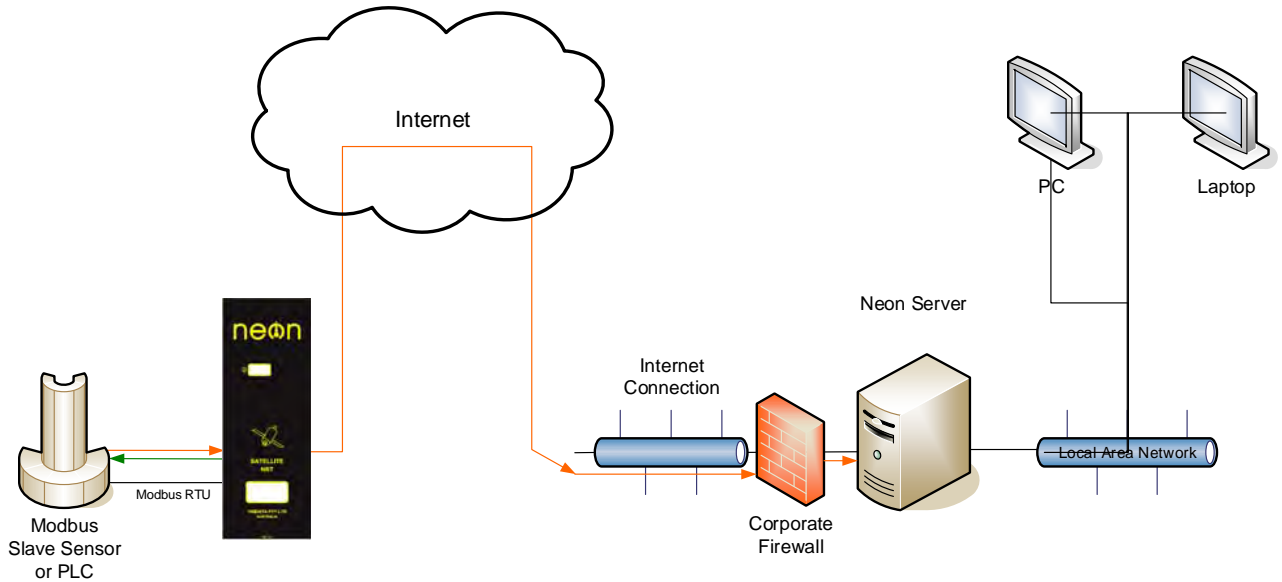 Internet
PC
Laptop
Neon Server
neon
Internet
Connection
SATELLITE
NRT
Modbus RTU
Local Area Network
Modbus
Slave Sensor
or PLC
Corporate
Firewall